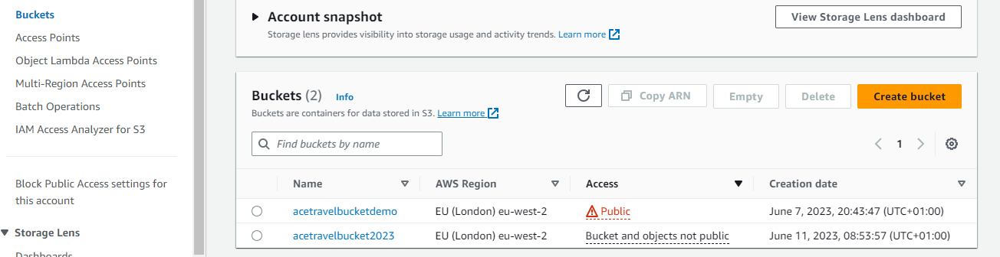 Buckets
Access Points
Object Lambda Access Points
Multi-Region Access Points
Batch Operations
IAM Access Analyzer for S3
Block Public Access settings for
this account
Storage Lens
Dashboards
Account snapshot
View Storage Lens dashboard
Storage lens provides visibility into storage usage and activity trends. Learn more
Buckets (2) Info
Buckets are containers for data stored in S3. Learn more
Copy ARN
Empty
Delete
Create bucket
Find buckets by name
1
Name AWS Region Access Creation date
acetravelbucketdemo EU (London) eu-west-2 Public June 7, 2023, 20:43:47 (UTC+01:00)
acetravelbucket2023 EU (London) eu-west-2 Bucket and objects not public June 11, 2023, 08:53:57 (UTC+01:00)